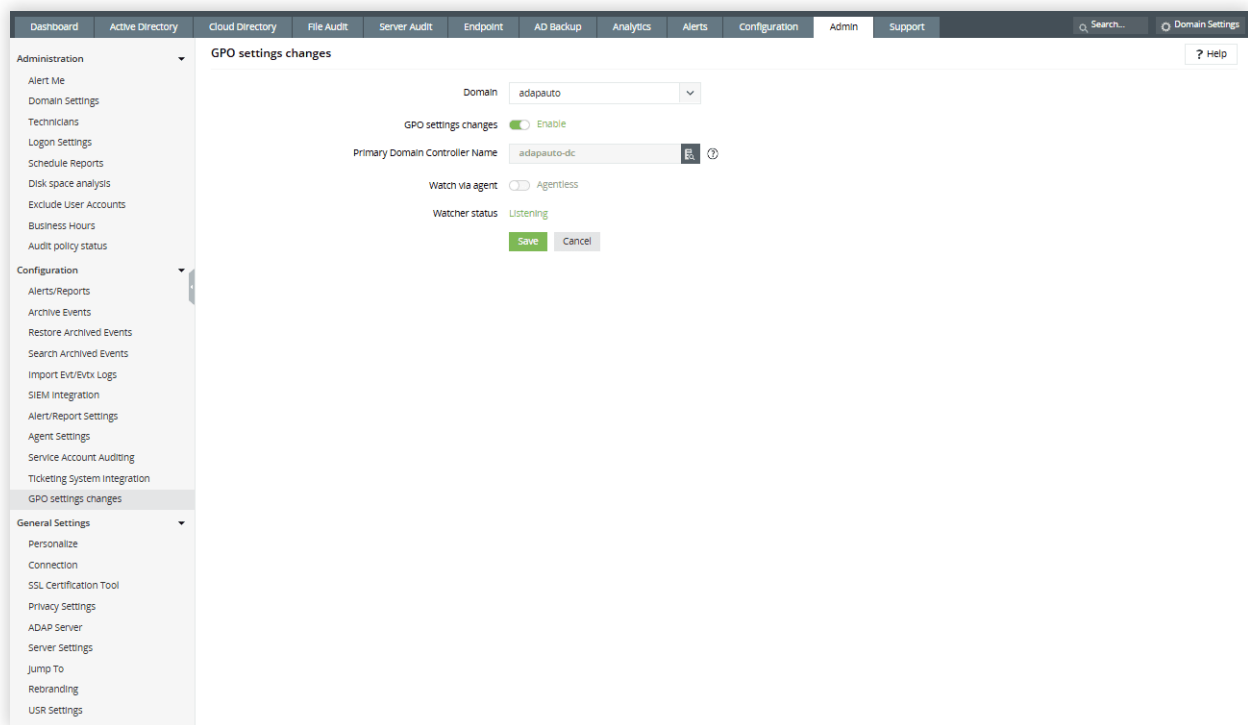 Dashboard Active Directory Cloud Directory File Audit Server Audit Endpoint AD Backup Analytics Alerts Configuration Admin Support Search... Domain Settings
Administration
Alert Me
Domain Settings
Technicians
Logon Settings
Schedule Reports
Disk space analysis
Exclude User Accounts
Business Hours
Audit policy status
Configuration
Alerts/Reports
Archive Events
Restore Archived Events
Search Archived Events
Import Evt/Evtx Logs
SIEM Integration
Alert/Report Settings
Agent Settings
Service Account Auditing
Ticketing System Integration
GPO settings changes
General Settings
Personalize
Connection
SSL Certification Tool
Privacy Settings
ADAP Server
Server Settings
Jump To
Rebranding
USR Settings
GPO settings changes
? Help
Domain adapauto
GPO settings changes Enable
Primary Domain Controller Name adapauto-dc ?
Watch via agent Agentless
Watcher status Listening
Save Cancel